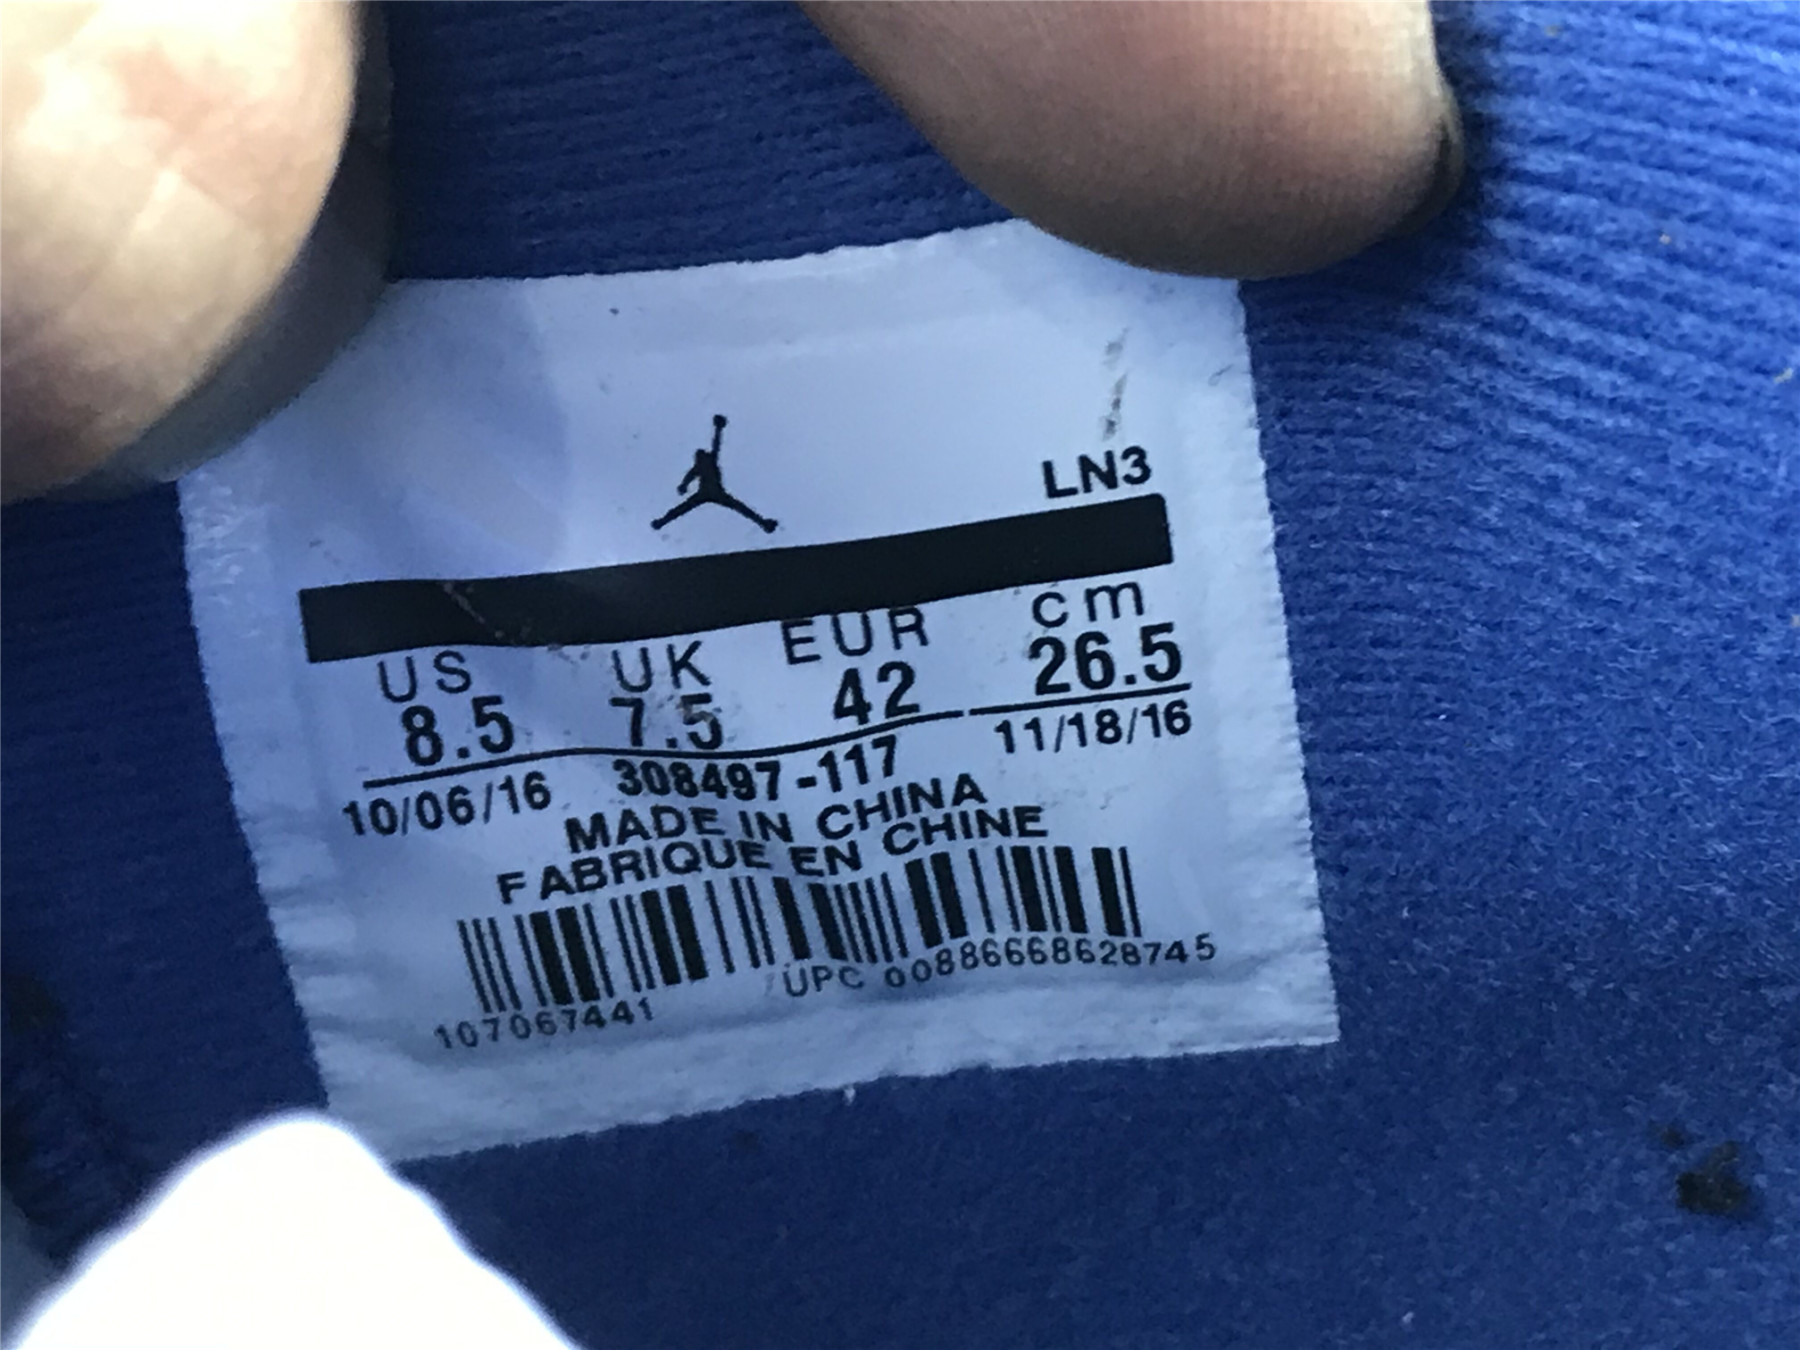 LN3
US UK EUR cm
8.5 7.5 42 26.5
10/06/16 308497-117 11/18/16
MADE IN CHINA
FABRIQUE EN CHINE
107067441 UPC 00886668628745